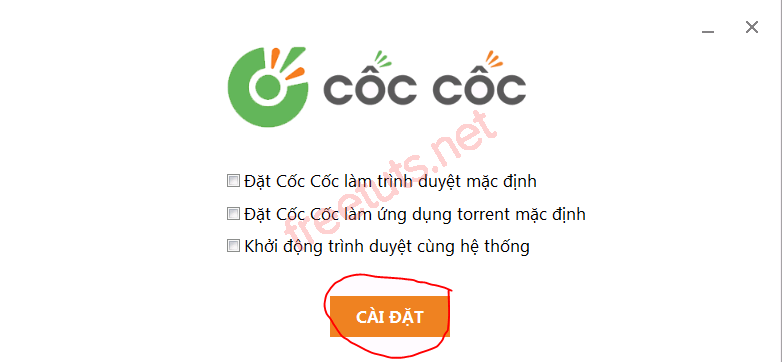 cốc cốc
Đặt Cốc Cốc làm trình duyệt mặc định
Đặt Cốc Cốc làm ứng dụng torrent mặc định
Khởi động trình duyệt cùng hệ thống
freetuts.net
CÀI ĐẶT